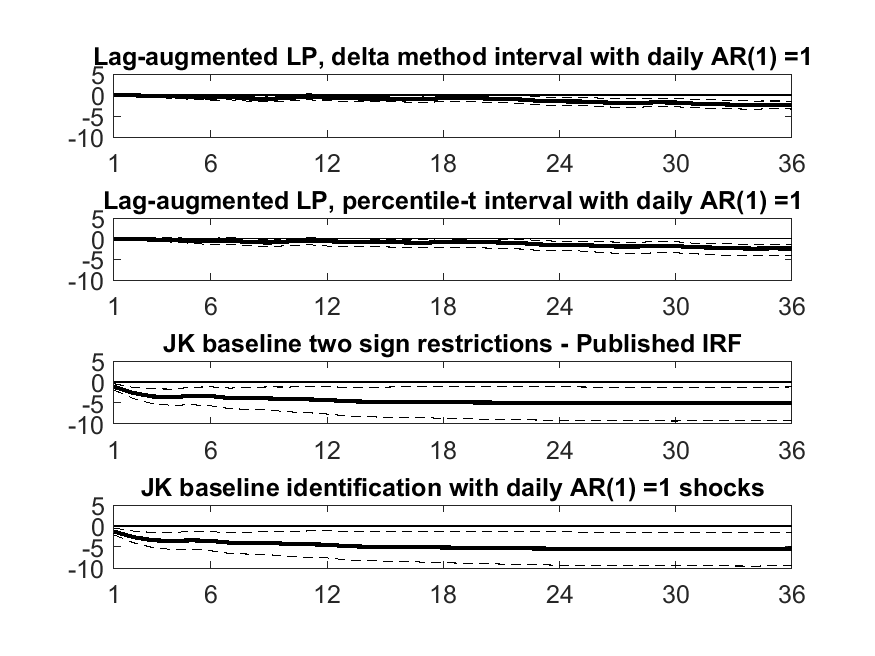 Lag-augmented LP, delta method interval with daily AR(1) =1
5
0
-5
-10
1 6 12 18 24 30 36
Lag-augmented LP, percentile-t interval with daily AR(1) =1
5
0
-5
-10
1 6 12 18 24 30 36
JK baseline two sign restrictions - Published IRF
5
0
-5
-10
1 6 12 18 24 30 36
JK baseline identification with daily AR(1) =1 shocks
5
0
-5
-10
1 6 12 18 24 30 36